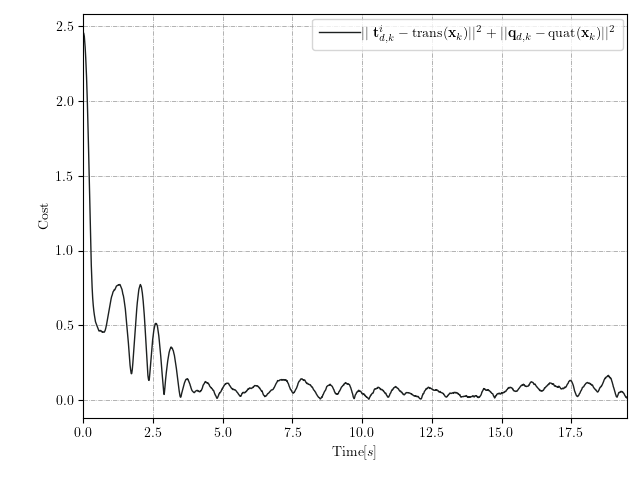 || t^i_{d,k} − trans(x_k)||² + ||q_{d,k} − quat(x_k)||²
2.5
2.0
1.5
1.0
0.5
0.0
Cost
0.0 2.5 5.0 7.5 10.0 12.5 15.0 17.5
Time[s]